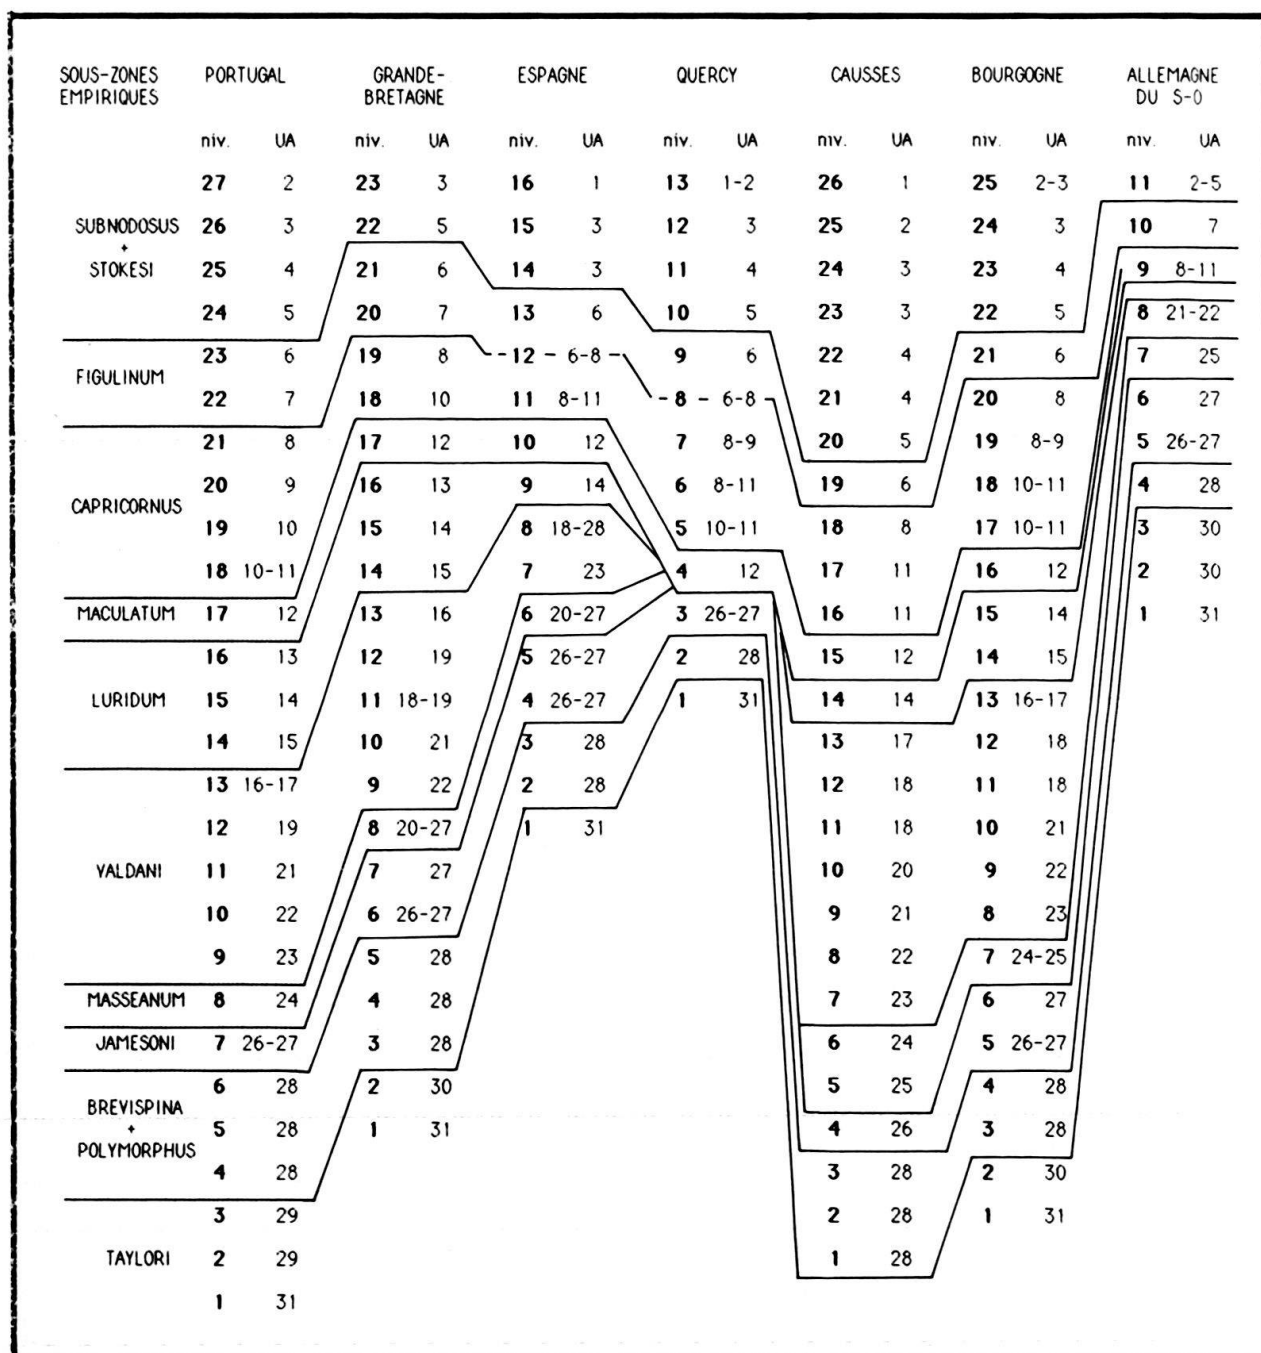 SOUS-ZONES PORTUGAL GRANDE- ESPAGNE QUERCY CAUSSES BOURGOGNE ALLEMAGNE
EMPIRIQUES BRETAGNE DU S-O
niv. UA niv. UA niv. UA niv. UA niv. UA niv. UA niv. UA
27 2 23 3 16 1 13 1-2 26 1 25 2-3 11 2-5
SUBNODOSUS 26 3 22 5 15 3 12 3 25 2 24 3 10 7
+
STOKESI 25 4 21 6 14 3 11 4 24 3 23 4 9 8-11
24 5 20 7 13 6 10 5 23 3 22 5 8 21-22
23 6 19 8 12 6-8 9 6 22 4 21 6 7 25
FIGULINUM
22 7 18 10 11 8-11 8 6-8 21 4 20 8 6 27
21 8 17 12 10 12 7 8-9 20 5 19 8-9 5 26-27
20 9 16 13 9 14 6 8-11 19 6 18 10-11 4 28
CAPRICORNUS
19 10 15 14 8 18-28 5 10-11 18 8 17 10-11 3 30
18 10-11 14 15 7 23 4 12 17 11 16 12 2 30
MACULATUM 17 12 13 16 6 20-27 3 26-27 16 11 15 14 1 31
16 13 12 19 5 26-27 2 28 15 12 14 15
LURIDUM 15 14 11 18-19 4 26-27 1 31 14 14 13 16-17
14 15 10 21 3 28 13 17 12 18
13 16-17 9 22 2 28 12 18 11 18
12 19 8 20-27 1 31 11 18 10 21
VALDANI 11 21 7 27 10 20 9 22
10 22 6 26-27 9 21 8 23
9 23 5 28 8 22 7 24-25
MASSEANUM 8 24 4 28 7 23 6 27
JAMESONI 7 26-27 3 28 6 24 5 26-27
6 28 2 30 5 25 4 28
BREVISPINA
+ 5 28 1 31 4 26 3 28
POLYMORPHUS
4 28 3 28 2 30
3 29 2 28 1 31
TAYLORI 2 29 1 28
1 31